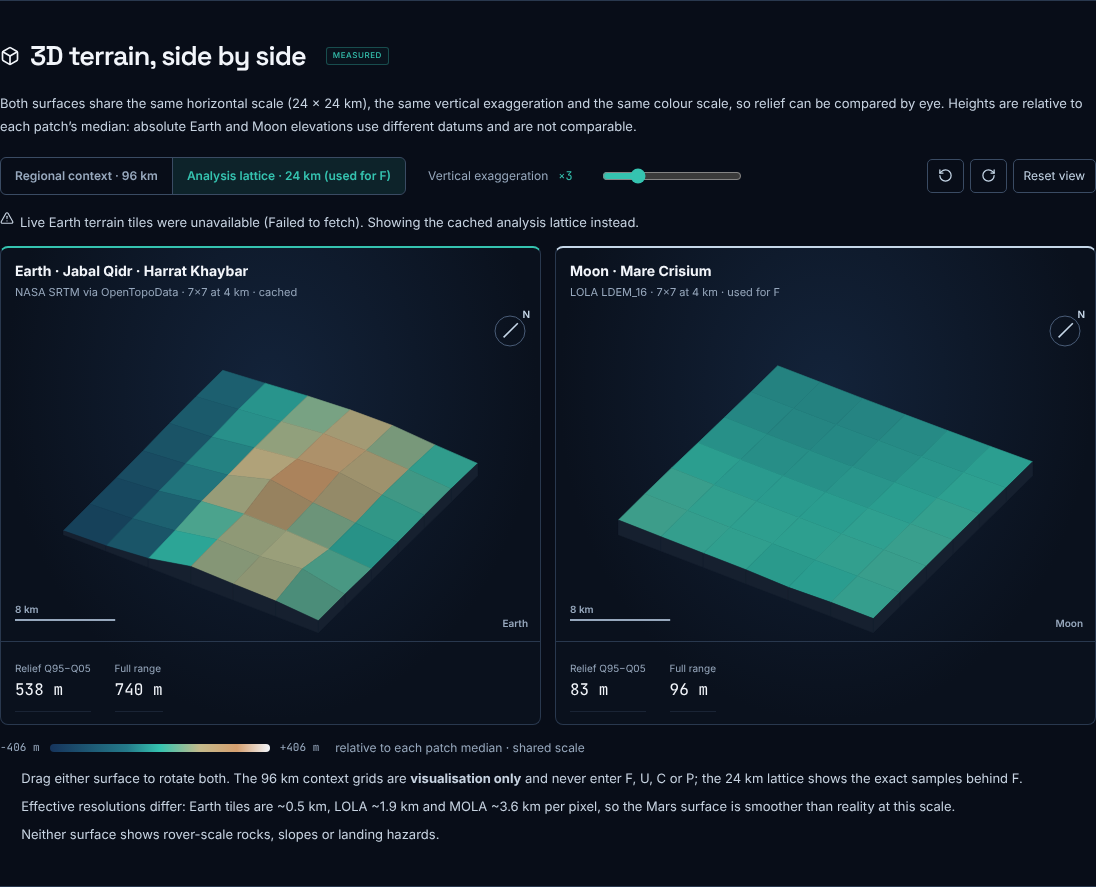 3D terrain, side by side
MEASURED
Both surfaces share the same horizontal scale (24 × 24 km), the same vertical exaggeration and the same colour scale, so relief can be compared by eye. Heights are relative to
each patch’s median: absolute Earth and Moon elevations use different datums and are not comparable.
Regional context · 96 km
Analysis lattice · 24 km (used for F)
Vertical exaggeration ×3
Reset view
Live Earth terrain tiles were unavailable (Failed to fetch). Showing the cached analysis lattice instead.
Earth · Jabal Qidr · Harrat Khaybar
NASA SRTM via OpenTopoData · 7×7 at 4 km · cached
N
8 km
Earth
Relief Q95–Q05
538 m
Full range
740 m
Moon · Mare Crisium
LOLA LDEM_16 · 7×7 at 4 km · used for F
N
8 km
Moon
Relief Q95–Q05
83 m
Full range
96 m
-406 m
+406 m
relative to each patch median · shared scale
Drag either surface to rotate both. The 96 km context grids are visualisation only and never enter F, U, C or P; the 24 km lattice shows the exact samples behind F.
Effective resolutions differ: Earth tiles are ~0.5 km, LOLA ~1.9 km and MOLA ~3.6 km per pixel, so the Mars surface is smoother than reality at this scale.
Neither surface shows rover-scale rocks, slopes or landing hazards.